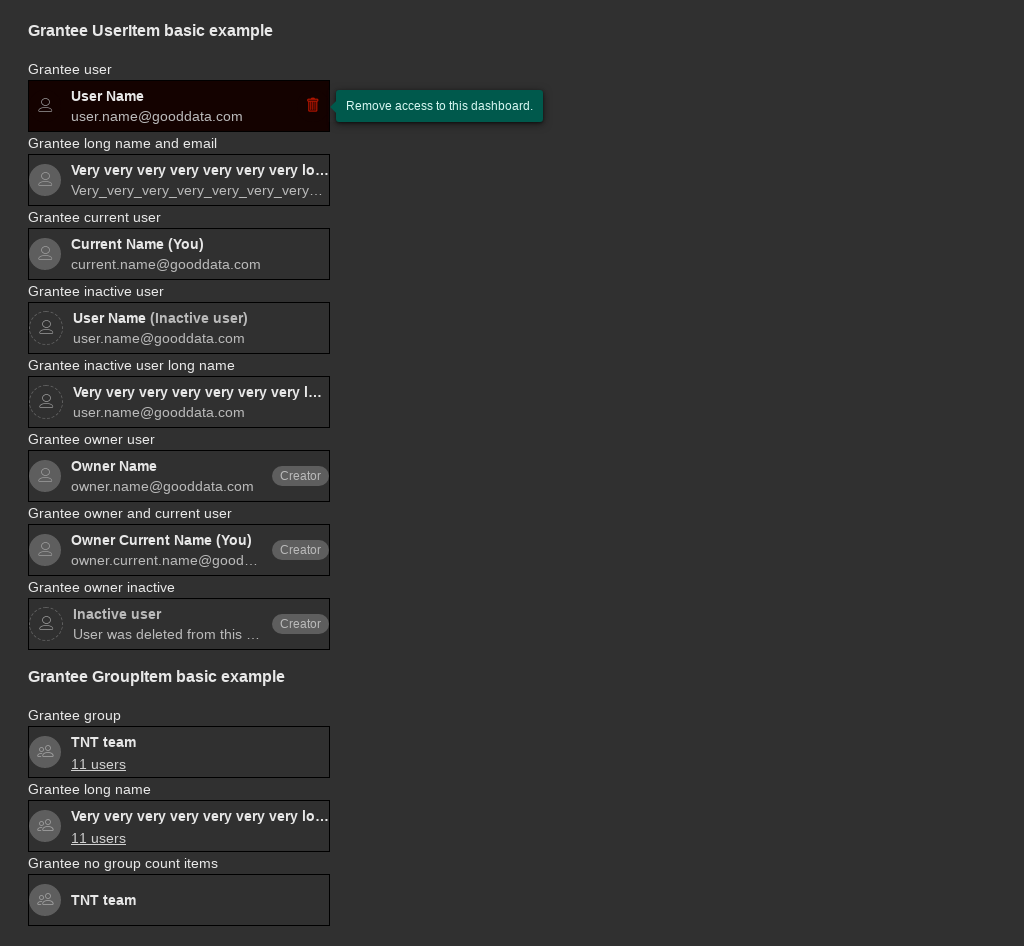 Grantee UserItem basic example
Grantee user
User Name
user.name@gooddata.com
Remove access to this dashboard.
Grantee long name and email
Very very very very very very very lo…
Very_very_very_very_very_very_very…
Grantee current user
Current Name (You)
current.name@gooddata.com
Grantee inactive user
User Name (Inactive user)
user.name@gooddata.com
Grantee inactive user long name
Very very very very very very very l…
user.name@gooddata.com
Grantee owner user
Owner Name
owner.name@gooddata.com
Creator
Grantee owner and current user
Owner Current Name (You)
owner.current.name@good…
Creator
Grantee owner inactive
Inactive user
User was deleted from this …
Creator
Grantee GroupItem basic example
Grantee group
TNT team
11 users
Grantee long name
Very very very very very very very lo…
11 users
Grantee no group count items
TNT team